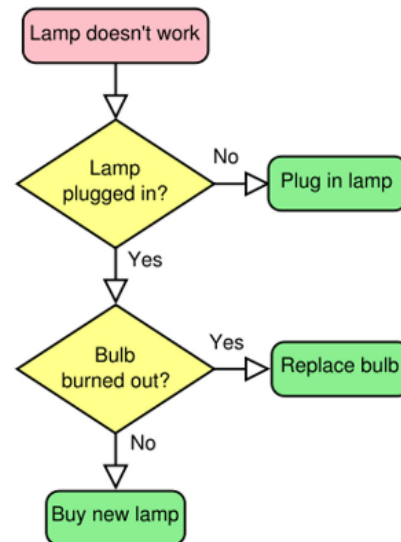 Lamp doesn't work
Lamp
plugged in?
No
Plug in lamp
Yes
Bulb
burned out?
Yes
Replace bulb
No
Buy new lamp